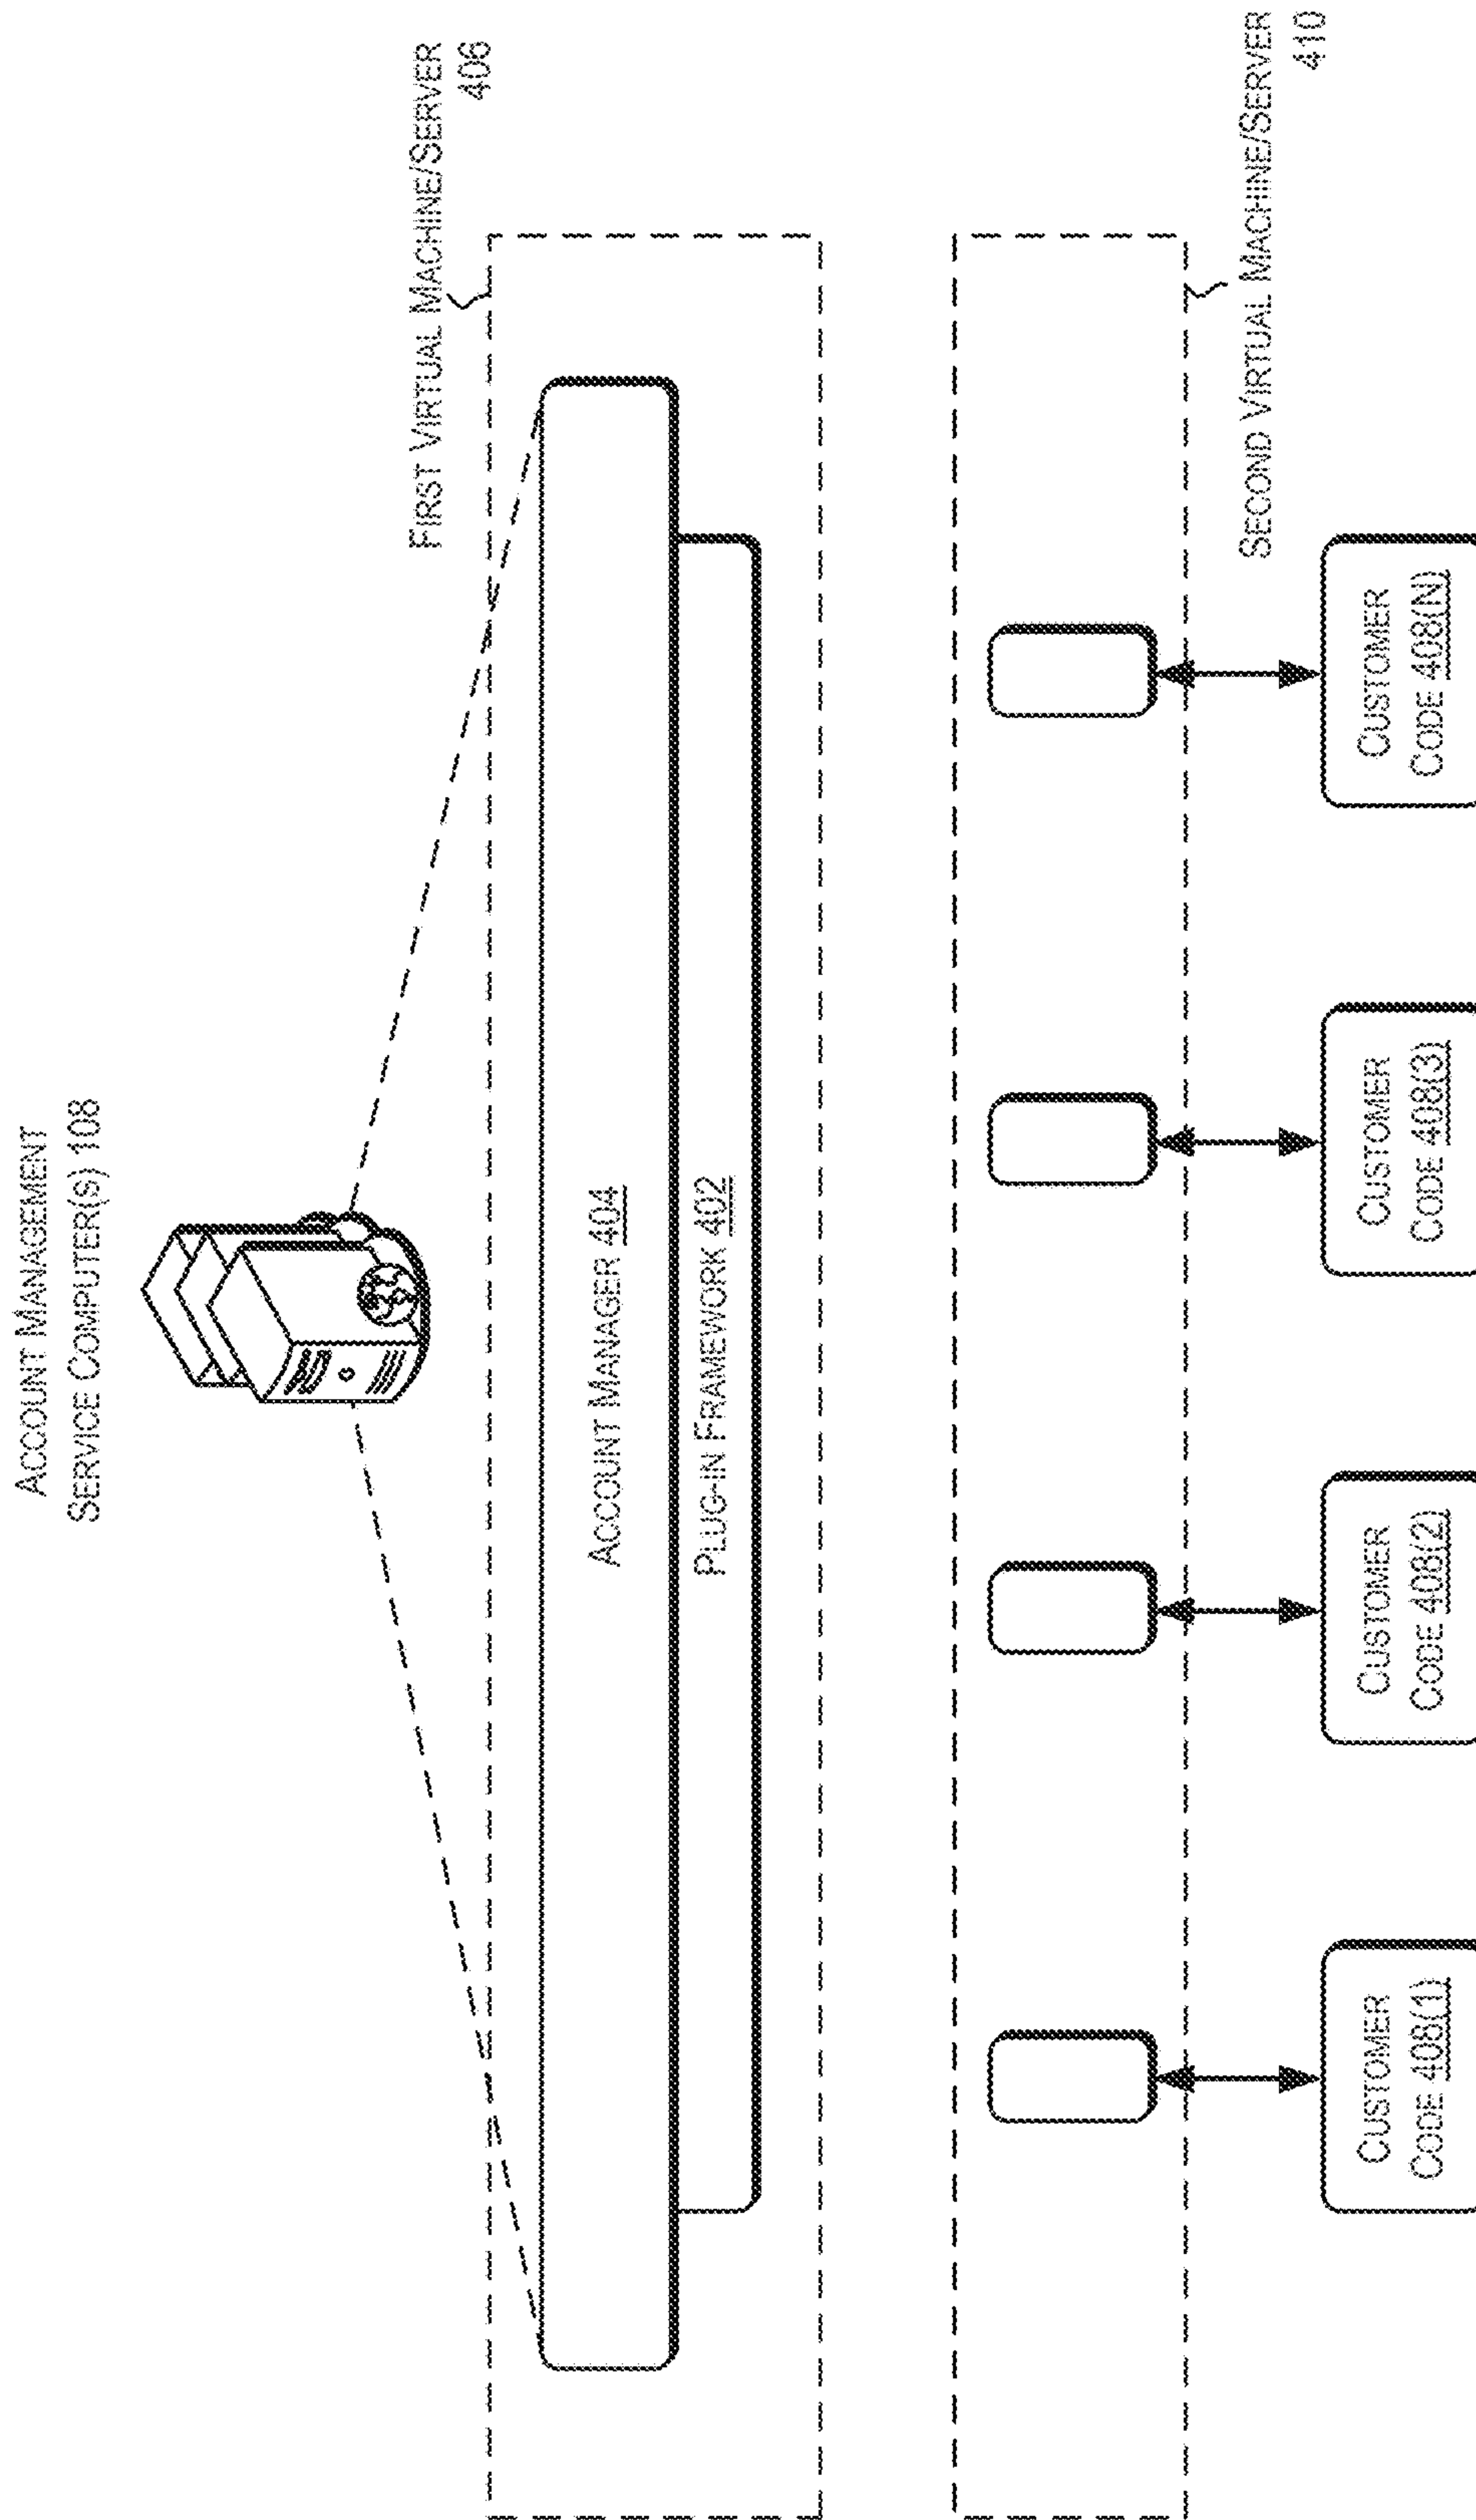 ACCOUNT MANAGEMENT
SERVICE COMPUTER(S) 108
FIRST VIRTUAL MACHINE/SERVER
406
ACCOUNT MANAGER 404
PLUG-IN FRAMEWORK 402
SECOND VIRTUAL MACHINE/SERVER
410
CUSTOMER
CODE 408(1)
CUSTOMER
CODE 408(2)
CUSTOMER
CODE 408(3)
CUSTOMER
CODE 408(N)